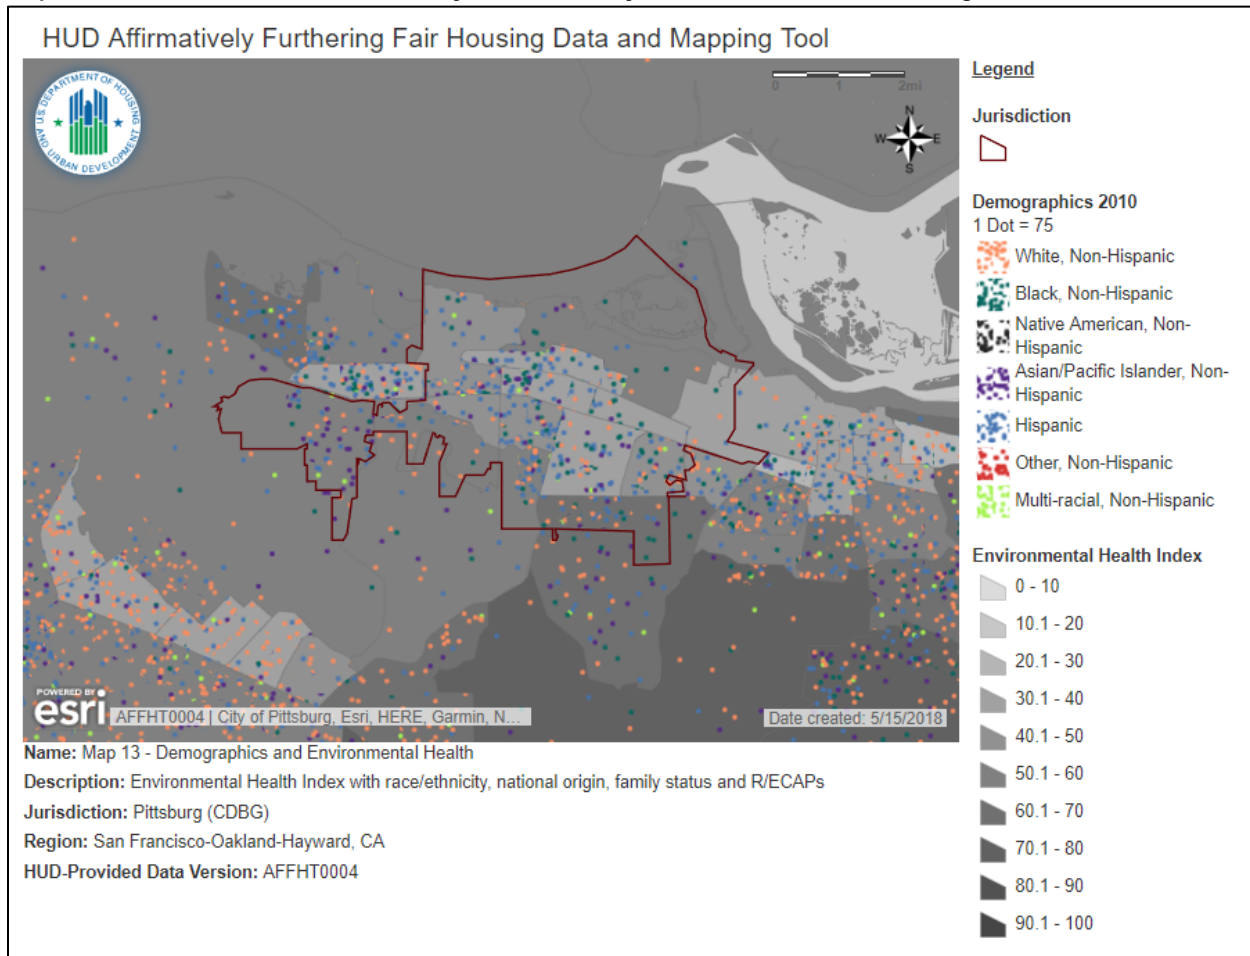 HUD Affirmatively Furthering Fair Housing Data and Mapping Tool
U.S. DEPARTMENT OF HOUSING
AND URBAN DEVELOPMENT
0 1 2mi
N
W E
S
POWERED BY
esri
AFFHT0004 | City of Pittsburg, Esri, HERE, Garmin, N...
Date created: 5/15/2018
Legend
Jurisdiction
Demographics 2010
1 Dot = 75
White, Non-Hispanic
Black, Non-Hispanic
Native American, Non-
Hispanic
Asian/Pacific Islander, Non-
Hispanic
Hispanic
Other, Non-Hispanic
Multi-racial, Non-Hispanic
Environmental Health Index
0 - 10
10.1 - 20
20.1 - 30
30.1 - 40
40.1 - 50
50.1 - 60
60.1 - 70
70.1 - 80
80.1 - 90
90.1 - 100
Name: Map 13 - Demographics and Environmental Health
Description: Environmental Health Index with race/ethnicity, national origin, family status and R/ECAPs
Jurisdiction: Pittsburg (CDBG)
Region: San Francisco-Oakland-Hayward, CA
HUD-Provided Data Version: AFFHT0004